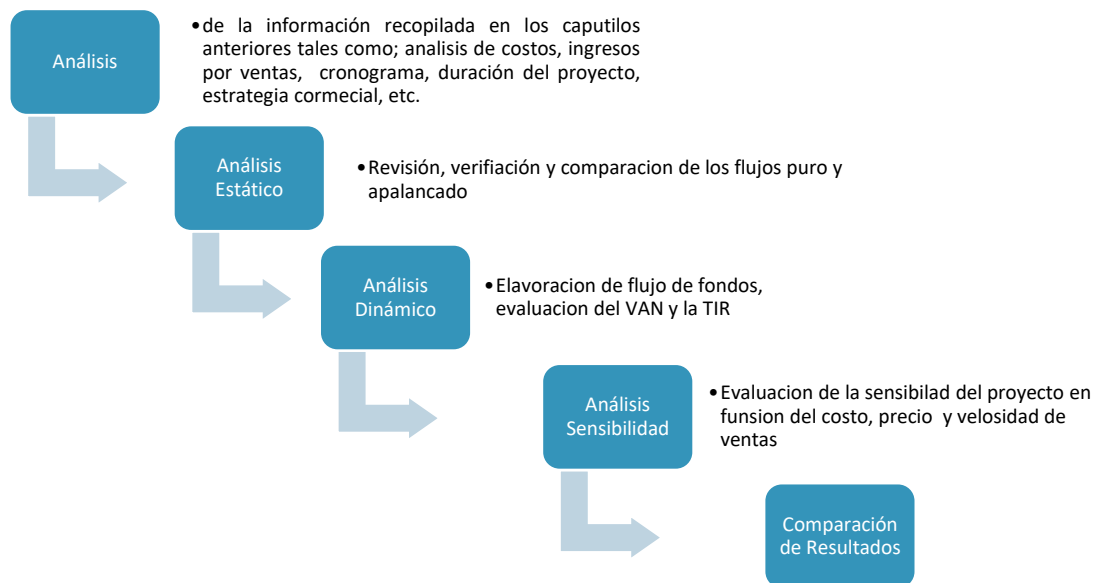 Análisis
•de la información recopilada en los caputilos
anteriores tales como; analisis de costos, ingresos
por ventas, cronograma, duración del proyecto,
estrategia cormecial, etc.
Análisis
Estático
•Revisión, verifiación y comparacion de los flujos puro y
apalancado
Análisis
Dinámico
•Elavoracion de flujo de fondos,
evaluacion del VAN y la TIR
Análisis
Sensibilidad
•Evaluacion de la sensibilad del proyecto en
funsion del costo, precio y velosidad de
ventas
Comparación
de Resultados